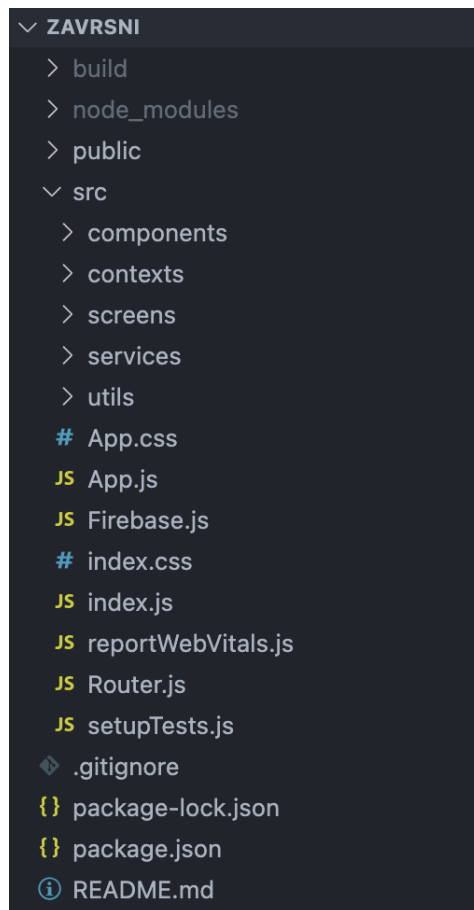 ZAVRSNI
build
node_modules
public
src
components
contexts
screens
services
utils
# App.css
JS App.js
JS Firebase.js
# index.css
JS index.js
JS reportWebVitals.js
JS Router.js
JS setupTests.js
.gitignore
{} package-lock.json
{} package.json
README.md